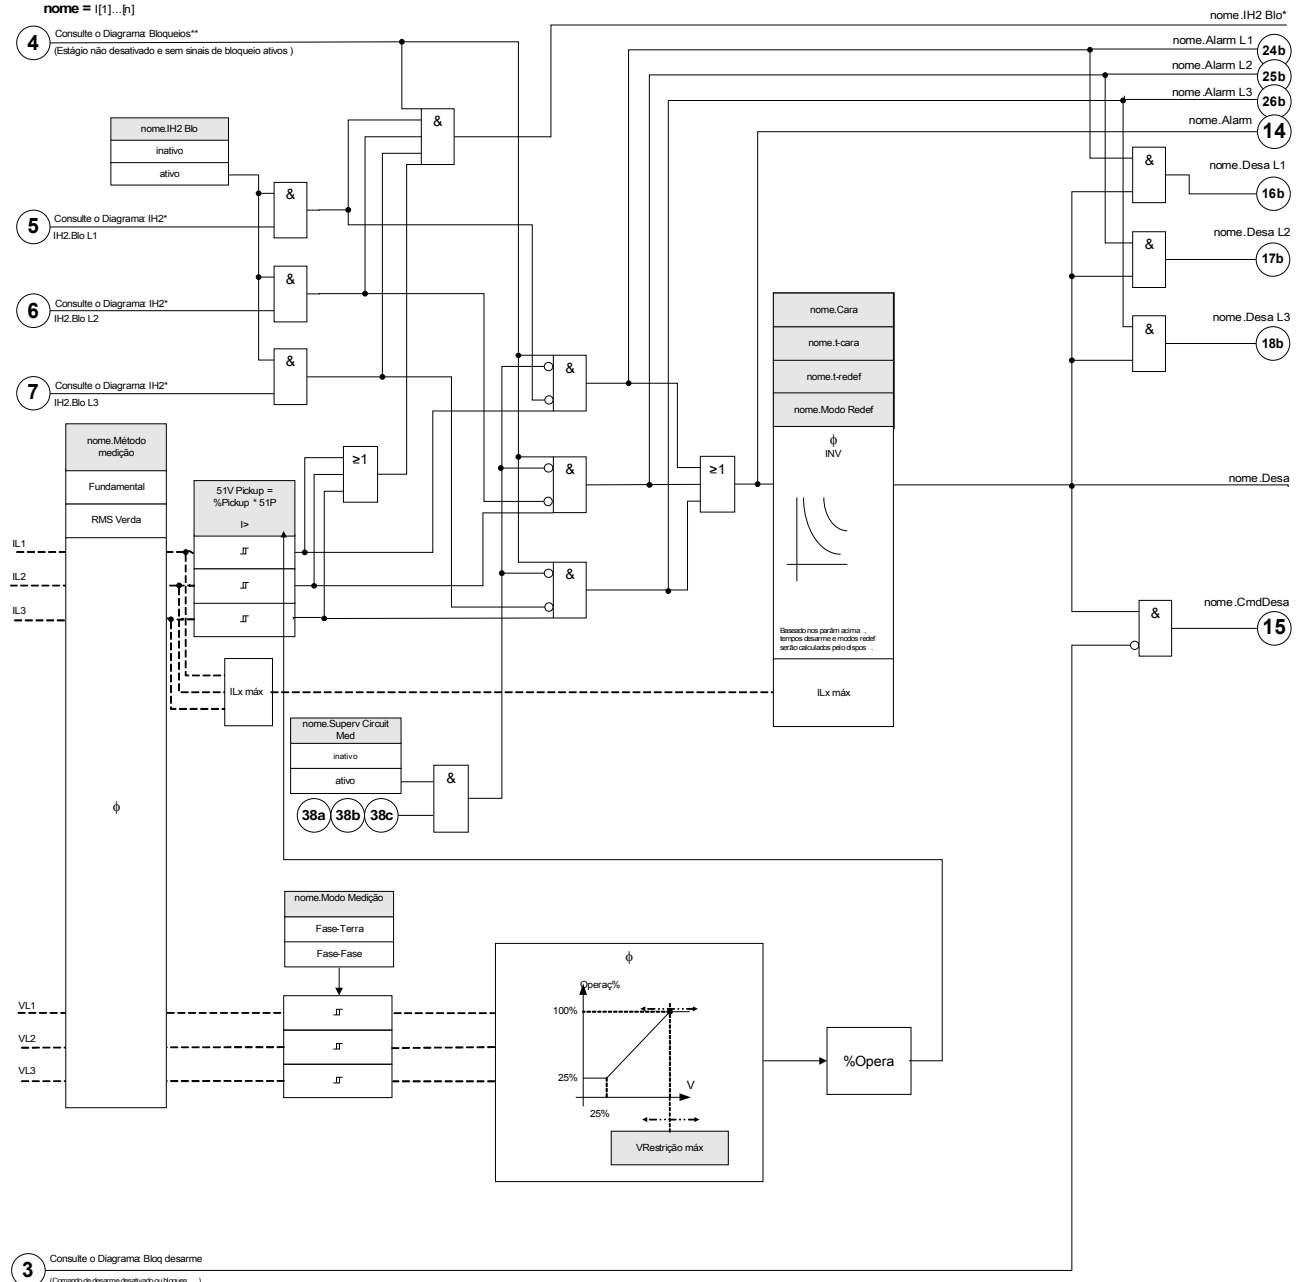 nome = I[1]...[n]
4
Consulte o Diagrama: Bloqueios**
(Estágio não desativado e sem sinais de bloqueio ativos )
nome.IH2 Blo*
nome.Alarm L1
24b
nome.Alarm L2
25b
nome.Alarm L3
26b
nome.Alarm
14
nome.IH2 Blo
inativo
ativo
&
&
&
nome.Desa L1
16b
5
Consulte o Diagrama: IH2*
IH2.Blo L1
&
nome.Desa L2
17b
6
Consulte o Diagrama: IH2*
IH2.Blo L2
&
&
nome.Desa L3
18b
7
Consulte o Diagrama: IH2*
IH2.Blo L3
&
&
nome.Cara
nome.t-cara
nome.t-redef
nome.Modo Redef
ϕ
INV
nome.Método
medição
Fundamental
RMS Verda
≥1
&
≥1
51V Pickup =
%Pickup * 51P
I>
nome.Desa
IL1
IL2
IL3
&
Baseado nos parâm acima ,
tempos desarme e modos redef
serão calculados pelo dispos .
&
nome.CmdDesa
15
ILx máx
ILx máx
nome.Superv Circuit
Med
inativo
ativo
&
38a
38b
38c
ϕ
nome.Modo Medição
Fase-Terra
Fase-Fase
ϕ
Operaç%
100%
25%
V
25%
VRestrição máx
%Opera
VL1
VL2
VL3
3
Consulte o Diagrama: Bloq desarme
(Comando de desarme desativado ou bloquea )